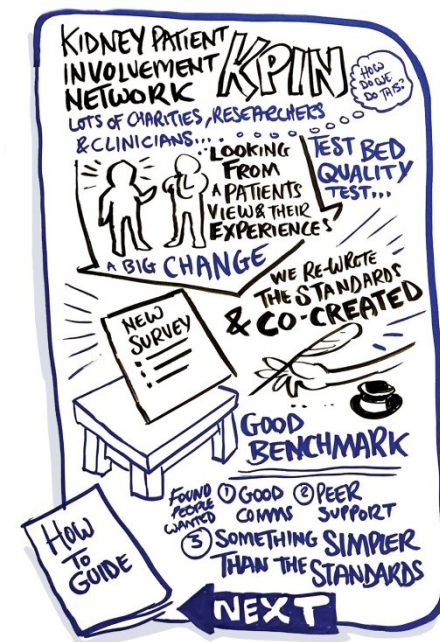 KIDNEY PATIENT
INVOLVEMENT
NETWORK
KPIN
HOW
DO WE
DO THIS?
LOTS OF CHARITIES, RESEARCHERS
& CLINICIANS...
LOOKING
FROM
A PATIENTS
VIEW & THEIR
EXPERIENCES
TEST BED
QUALITY
TEST...
A BIG CHANGE
WE RE-WROTE
THE STANDARDS
& CO-CREATED
NEW
SURVEY
GOOD
BENCHMARK
FOUND
PEOPLE
WANTED
① GOOD
COMMS
② PEER
SUPPORT
③ SOMETHING SIMPLER
THAN THE STANDARDS
HOW
TO
GUIDE
NEXT